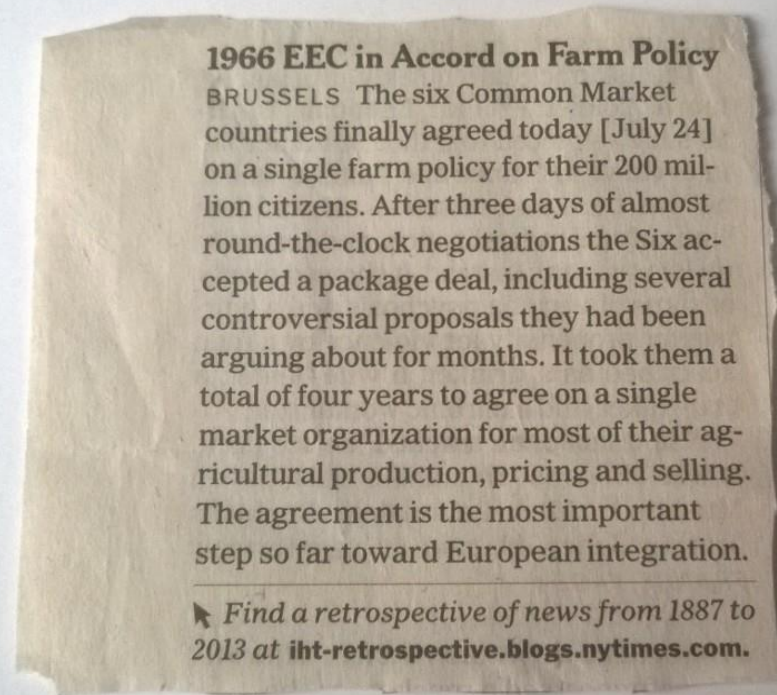 1966 EEC in Accord on Farm Policy
BRUSSELS The six Common Market
countries finally agreed today [July 24]
on a single farm policy for their 200 mil-
lion citizens. After three days of almost
round-the-clock negotiations the Six ac-
cepted a package deal, including several
controversial proposals they had been
arguing about for months. It took them a
total of four years to agree on a single
market organization for most of their ag-
ricultural production, pricing and selling.
The agreement is the most important
step so far toward European integration.
Find a retrospective of news from 1887 to
2013 at iht-retrospective.blogs.nytimes.com.